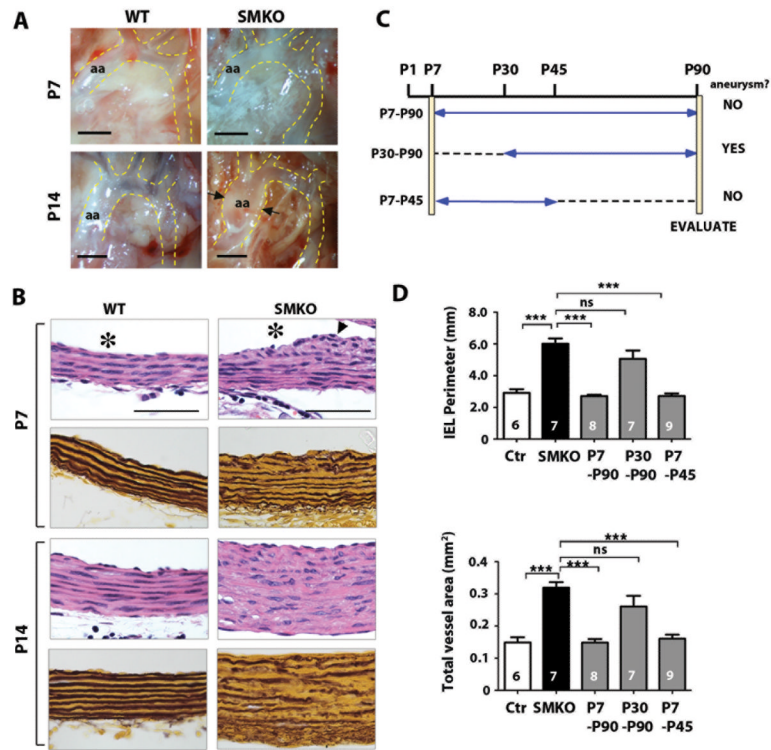 A
WT
SMKO
P7
aa
aa
P14
aa
aa
B
WT
SMKO
P7
*
*
P14
C
P1 P7 P30 P45 P90
aneurysm?
P7-P90
NO
P30-P90
YES
P7-P45
NO
EVALUATE
D
IEL Perimeter (mm)
8.0
6.0
4.0
2.0
0
***
ns
*** ***
6 7 8 7 9
Ctr SMKO P7 P30 P7
-P90 -P90 -P45
Total vessel area (mm²)
0.4
0.3
0.2
0.1
0
***
ns
*** ***
6 7 8 7 9
Ctr SMKO P7 P30 P7
-P90 -P90 -P45